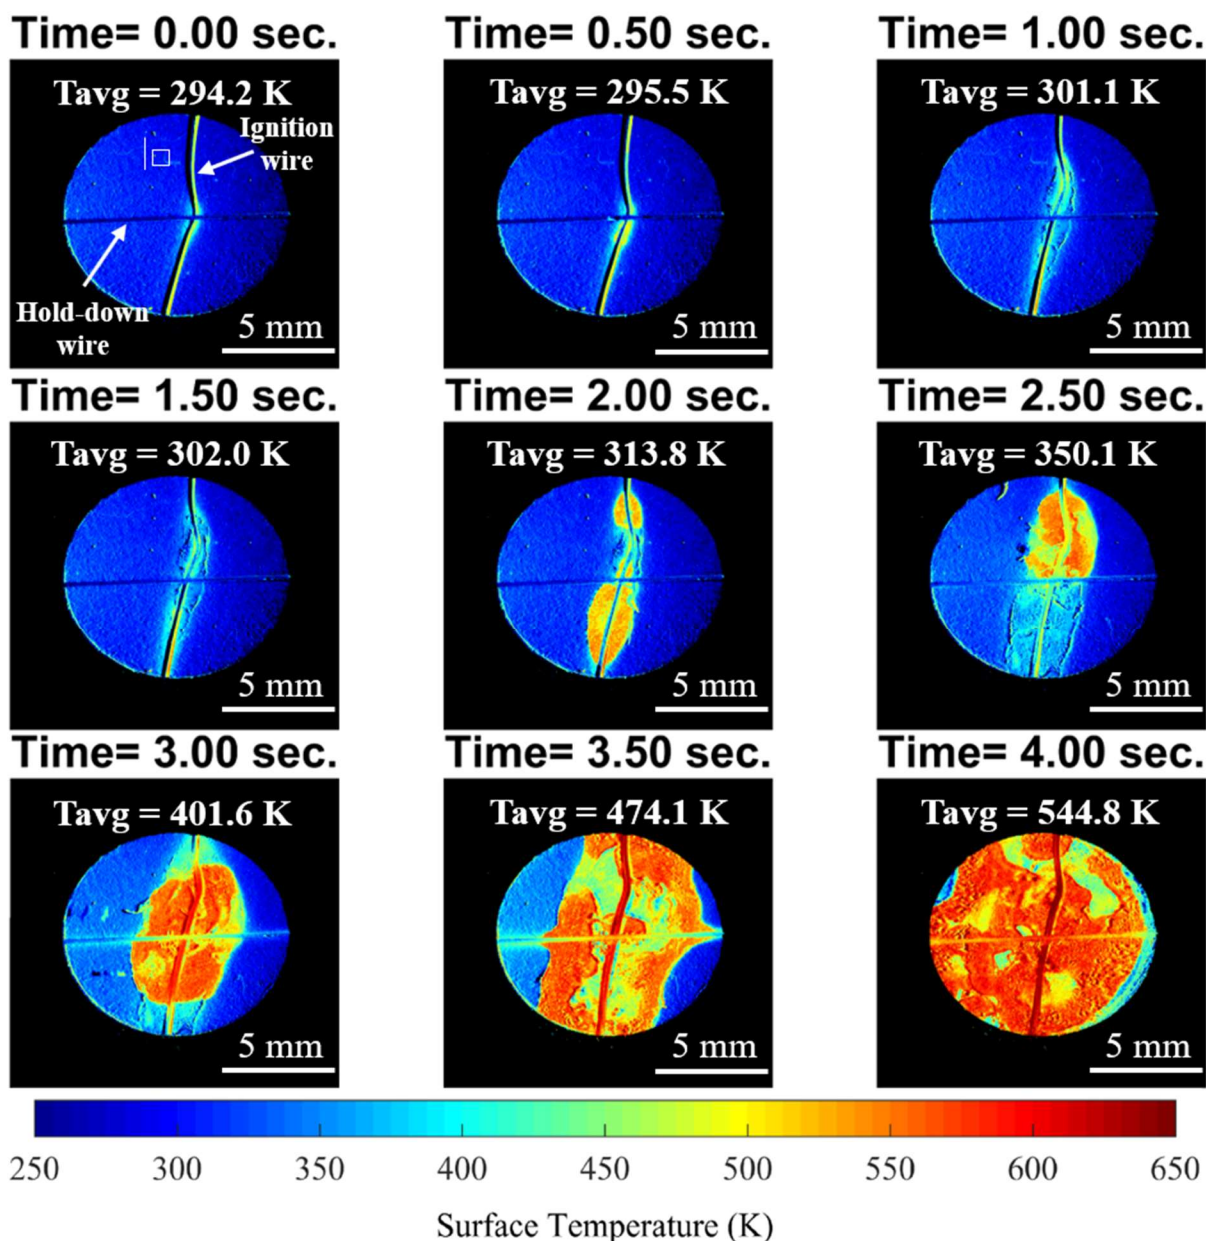 Time= 0.00 sec.
Time= 0.50 sec.
Time= 1.00 sec.
Tavg = 294.2 K
Ignition
wire
Hold-down
wire
5 mm
Tavg = 295.5 K
5 mm
Tavg = 301.1 K
5 mm
Time= 1.50 sec.
Time= 2.00 sec.
Time= 2.50 sec.
Tavg = 302.0 K
5 mm
Tavg = 313.8 K
5 mm
Tavg = 350.1 K
5 mm
Time= 3.00 sec.
Time= 3.50 sec.
Time= 4.00 sec.
Tavg = 401.6 K
5 mm
Tavg = 474.1 K
5 mm
Tavg = 544.8 K
5 mm
250 300 350 400 450 500 550 600 650
Surface Temperature (K)